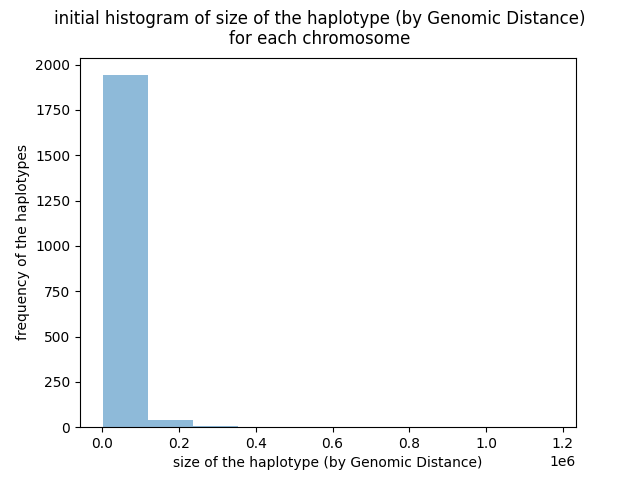 initial histogram of size of the haplotype (by Genomic Distance)
for each chromosome
2000
1750
1500
1250
1000
750
500
250
0
frequency of the haplotypes
0.0 0.2 0.4 0.6 0.8 1.0 1.2
1e6
size of the haplotype (by Genomic Distance)